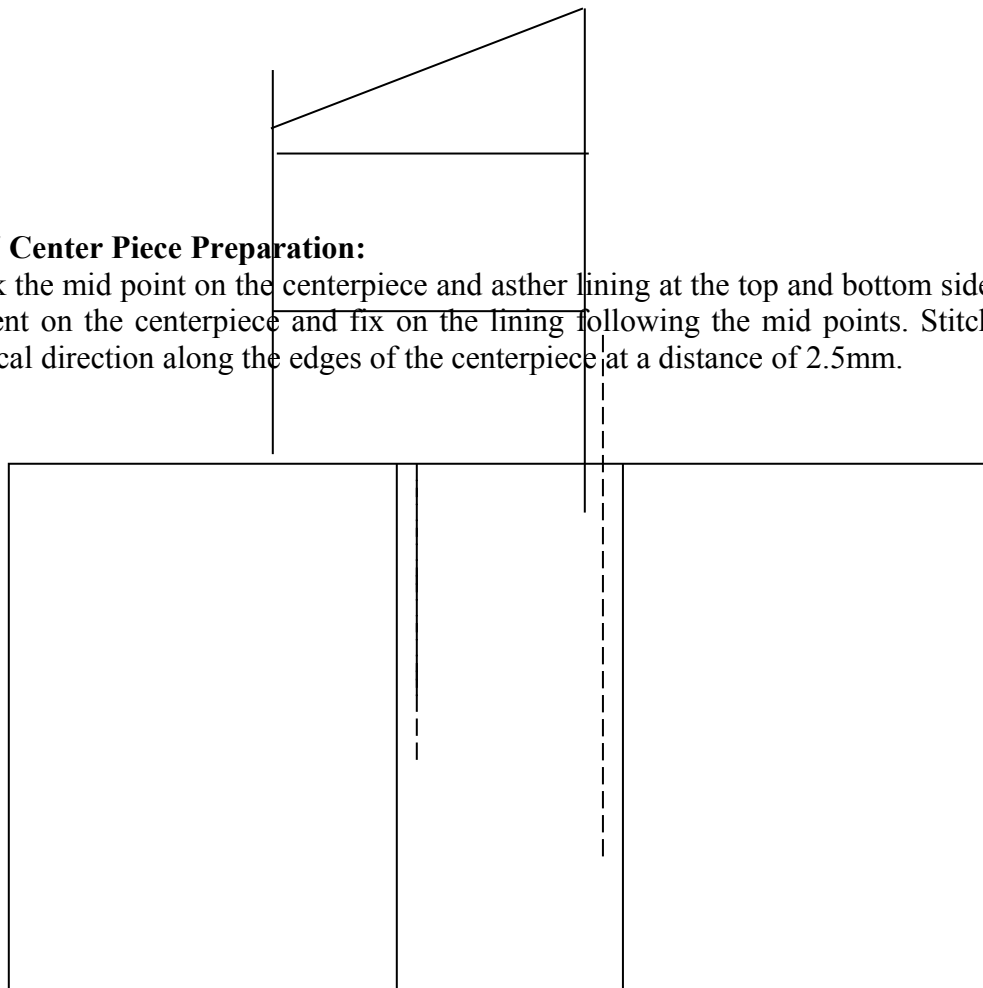 Center Piece Preparation:
the mid point on the centerpiece and asther lining at the top and bottom side
on the centerpiece and fix on the lining following the mid points. Stitch
direction along the edges of the centerpiece at a distance of 2.5mm.